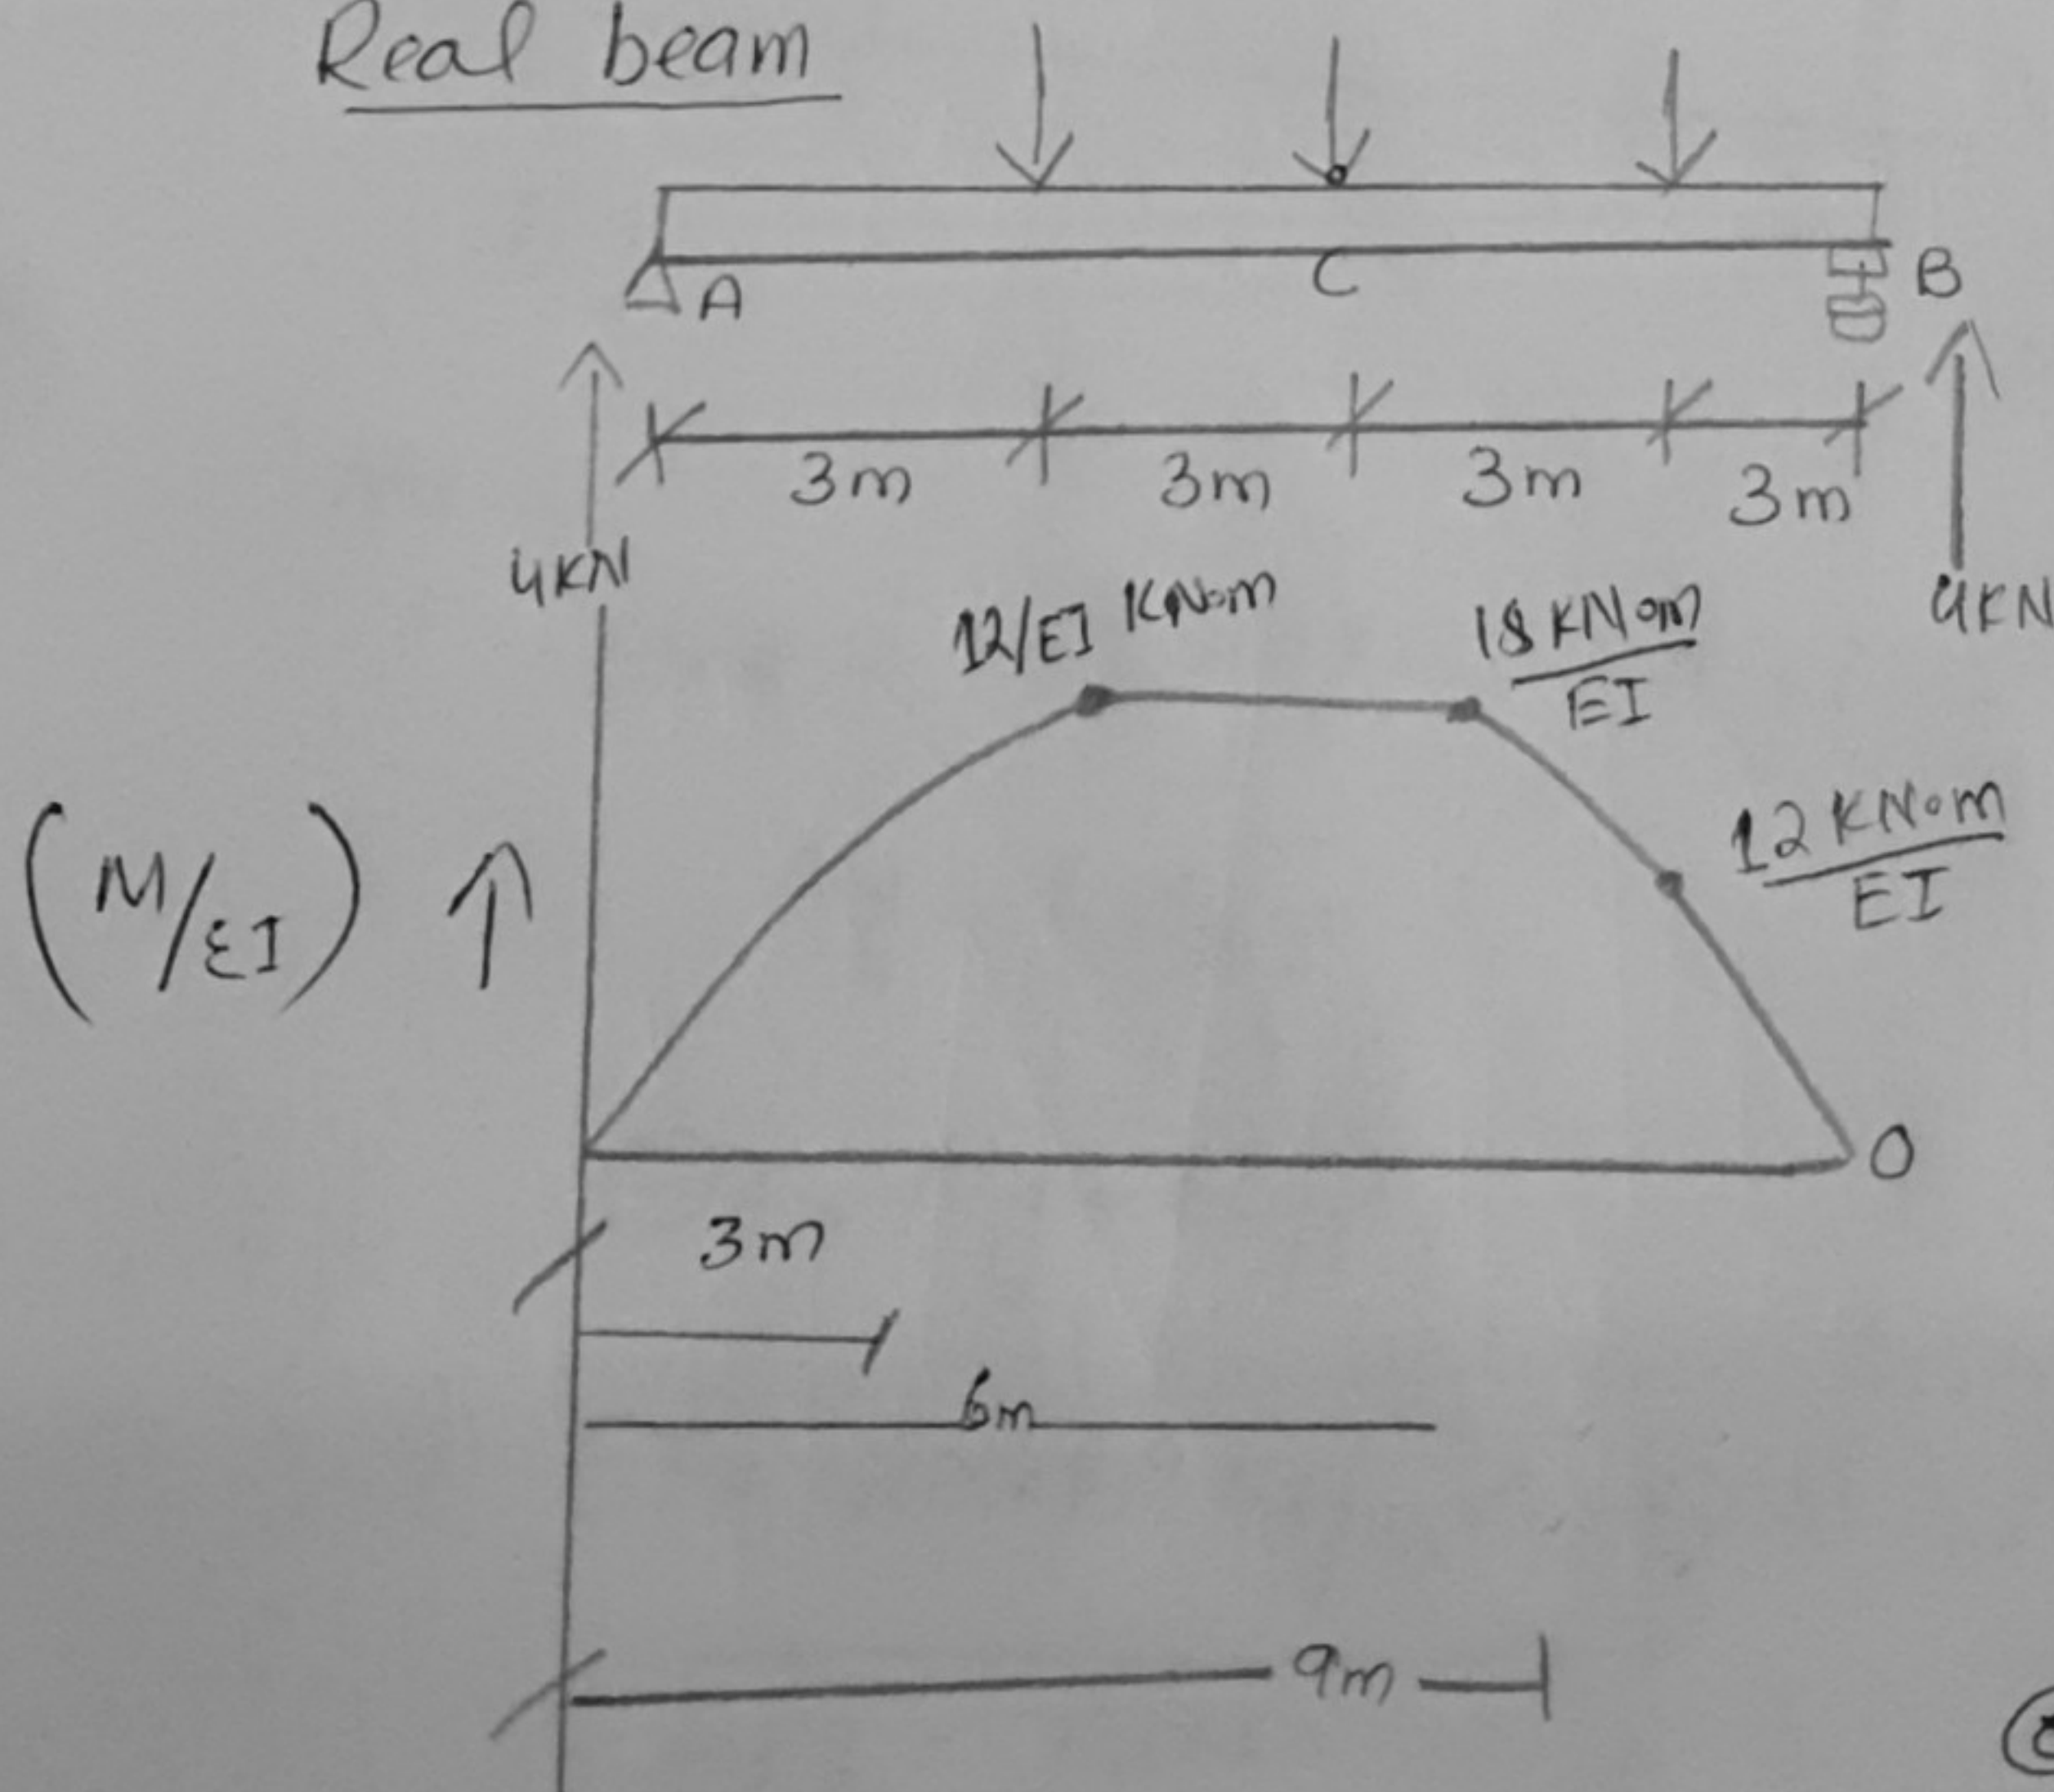 Real beam
A
C
B
3m
3m
3m
3m
4KN
4KN
12/EI KN.m
18 KN.m
EI
12 KN.m
EI
(M/EI) ↑
O
3m
6m
9m